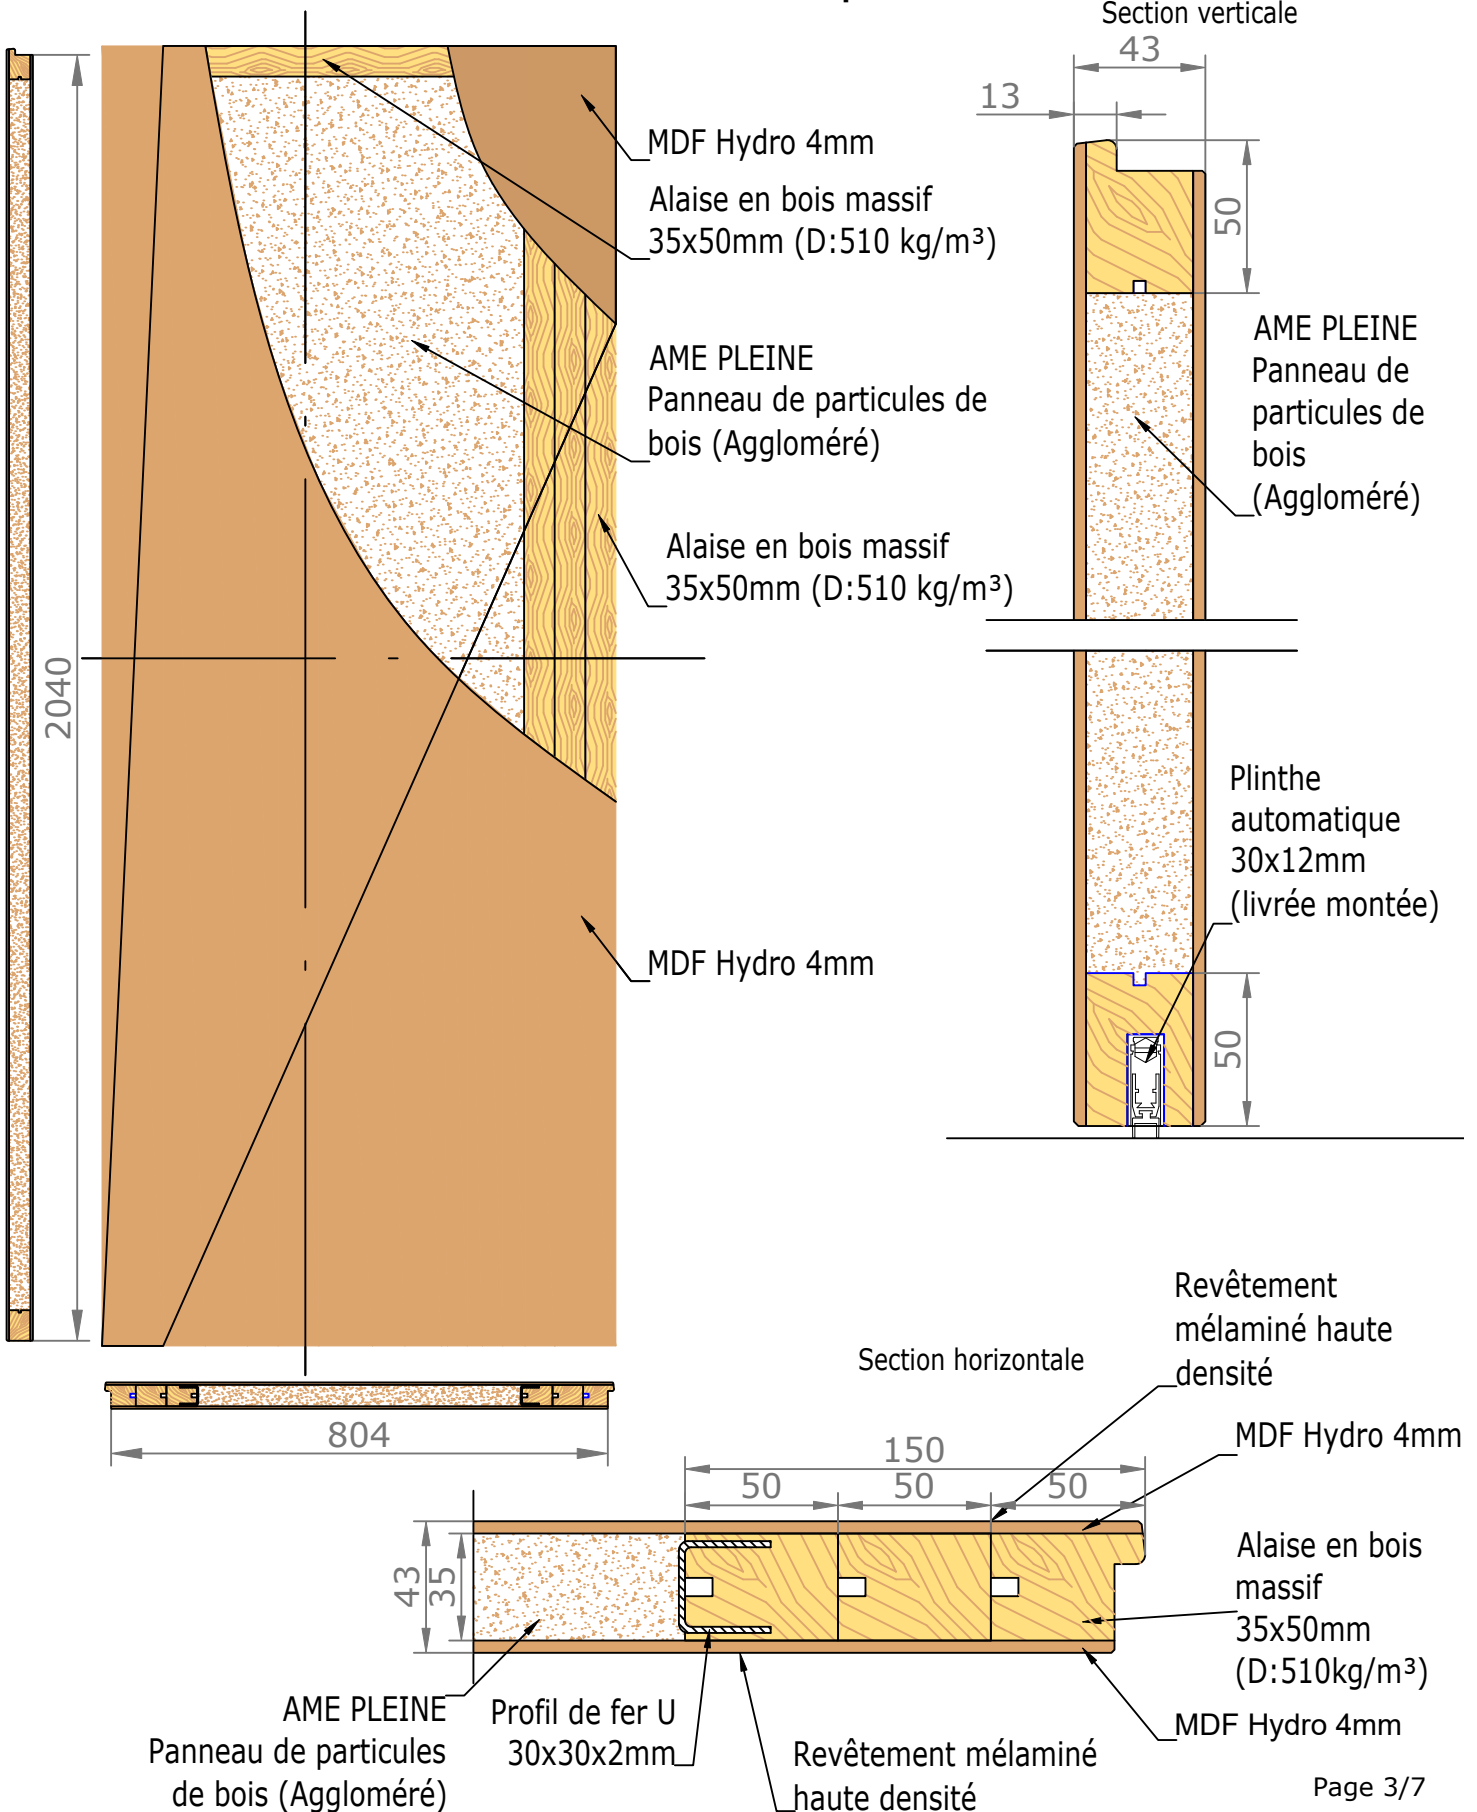 Section verticale
43
13
MDF Hydro 4mm
Alaise en bois massif
35x50mm (D:510 kg/m³)
50
AME PLEINE
Panneau de particules de
bois (Aggloméré)
AME PLEINE
Panneau de
particules de
bois
(Aggloméré)
Alaise en bois massif
35x50mm (D:510 kg/m³)
2040
Plinthe
automatique
30x12mm
(livrée montée)
MDF Hydro 4mm
50
804
Section horizontale
Revêtement
mélaminé haute
densité
MDF Hydro 4mm
150
50
50
50
43
35
Alaise en bois
massif
35x50mm
(D:510kg/m³)
MDF Hydro 4mm
AME PLEINE
Panneau de particules
de bois (Aggloméré)
Profil de fer U
30x30x2mm
Revêtement mélaminé
haute densité
Page 3/7